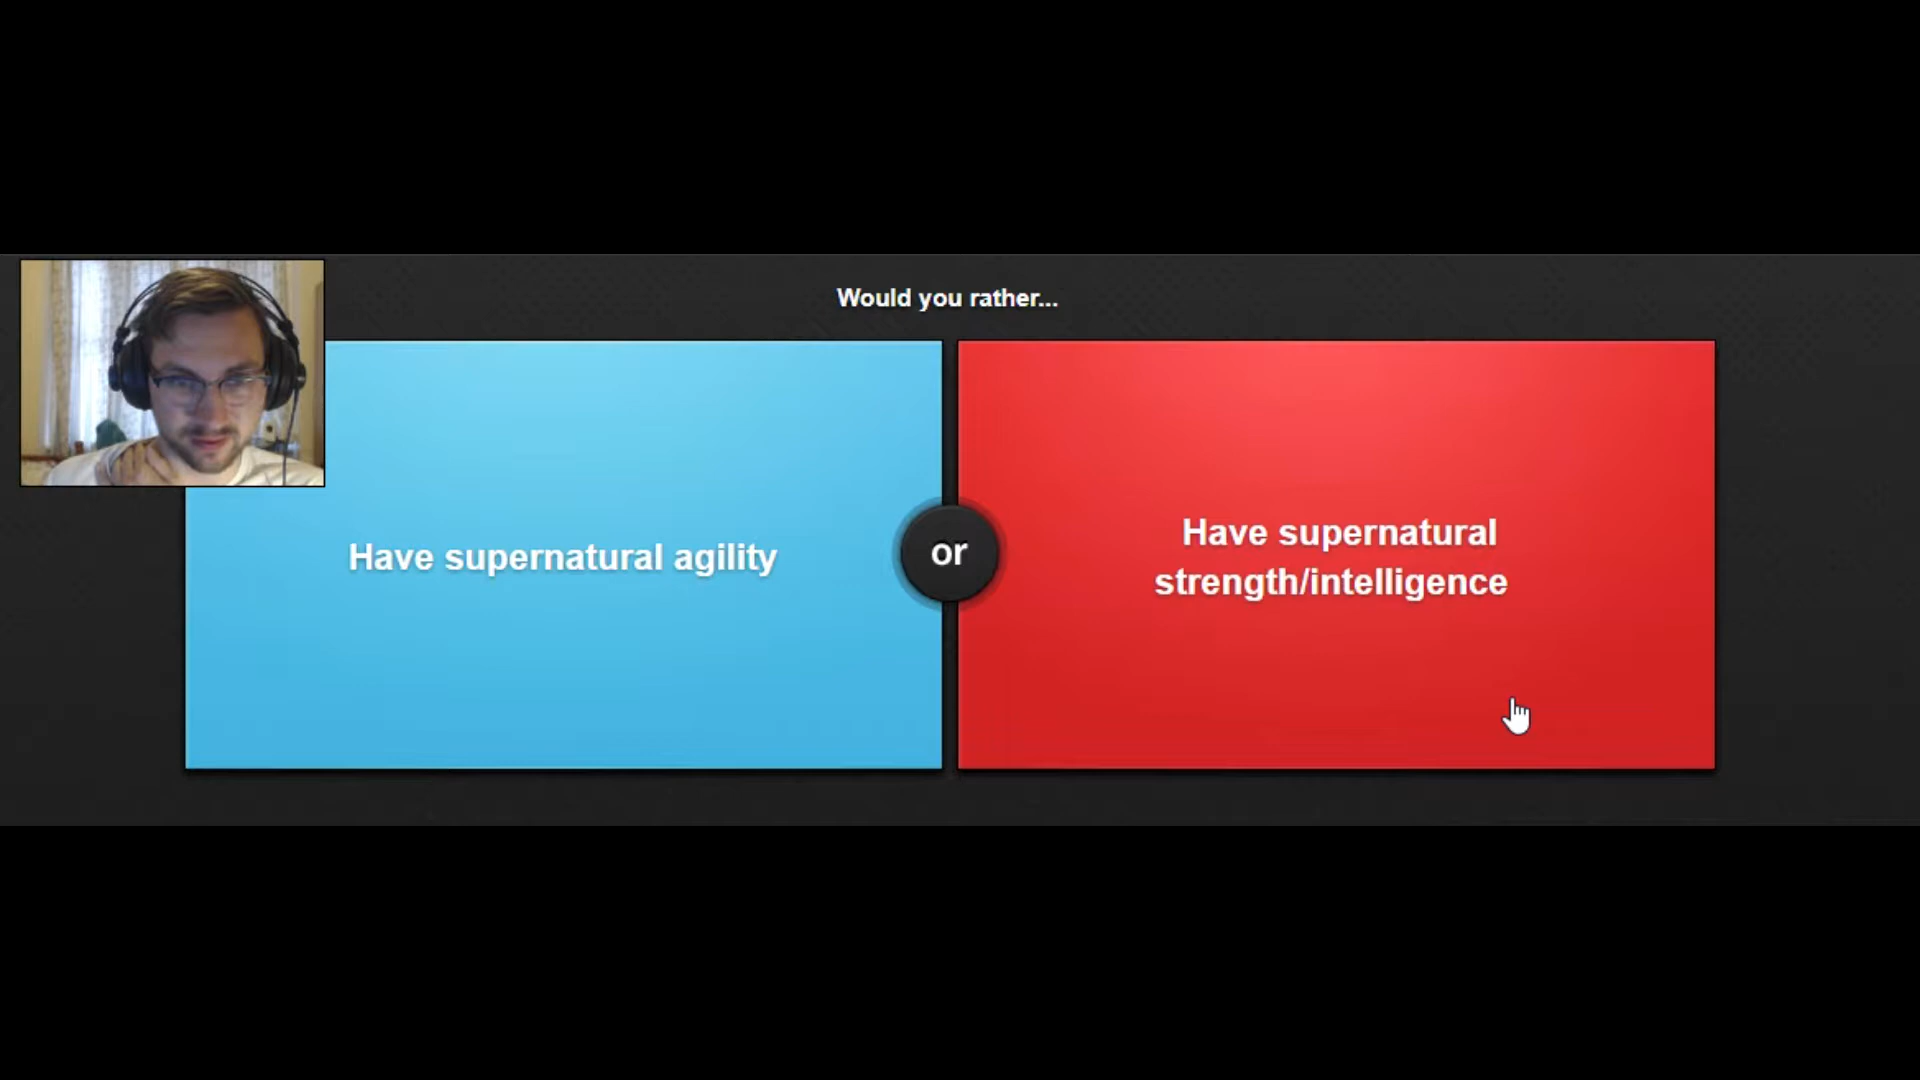 Would you rather...
Have supernatural agility
or
Have supernatural
strength/intelligence